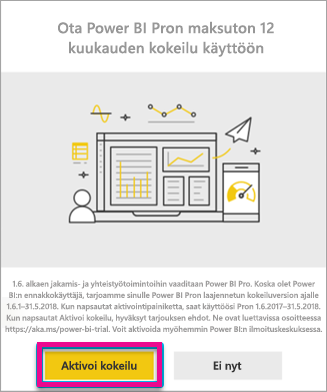 Ota Power BI Pron maksuton 12
kuukauden kokeilu käyttöön
1.6. alkaen jakamis- ja yhteistyötoimintoihin vaaditaan Power BI Pro. Koska olet Power
BI:n ennakkokäyttäjä, tarjoamme sinulle Power BI Pron laajennetun kokeiluversion ajalle
1.6.1–31.5.2018. Kun napsautat aktivointipainiketta, saat käyttöösi Pron 1.6.2017–31.5.2018.
Kun napsautat Aktivoi kokeilu, hyväksyt tarjouksen ehdot. Ne ovat luettavissa osoitteessa
https://aka.ms/power-bi-trial. Voit aktivoida myöhemmin Power BI:n ilmoituskeskuksessa.
Aktivoi kokeilu
Ei nyt